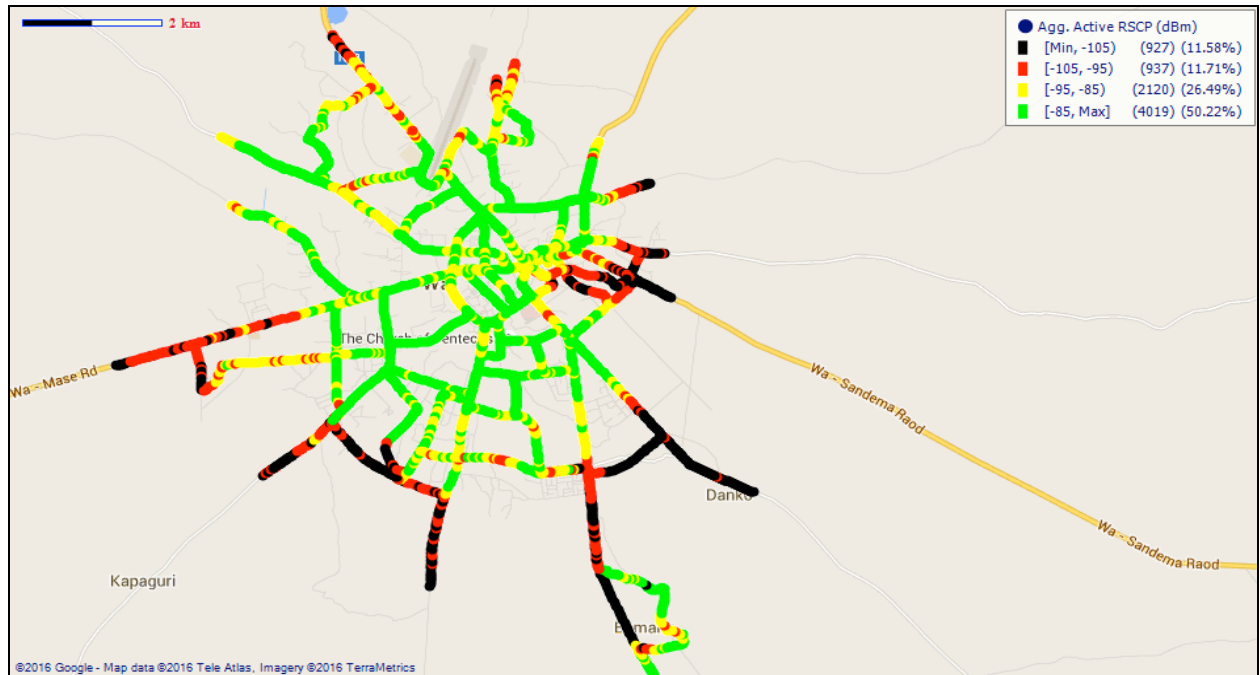 2 km
Agg. Active RSCP (dBm)
[Min, -105) (927) (11.58%)
[-105, -95) (937) (11.71%)
[-95, -85) (2120) (26.49%)
[-85, Max] (4019) (50.22%)
The Church of
Wa - Mase Rd
Wa - Sandema Raod
Danko
Wa - Sandema Raod
Kapaguri
©2016 Google - Map data ©2016 Tele Atlas, Imagery ©2016 TerraMetrics